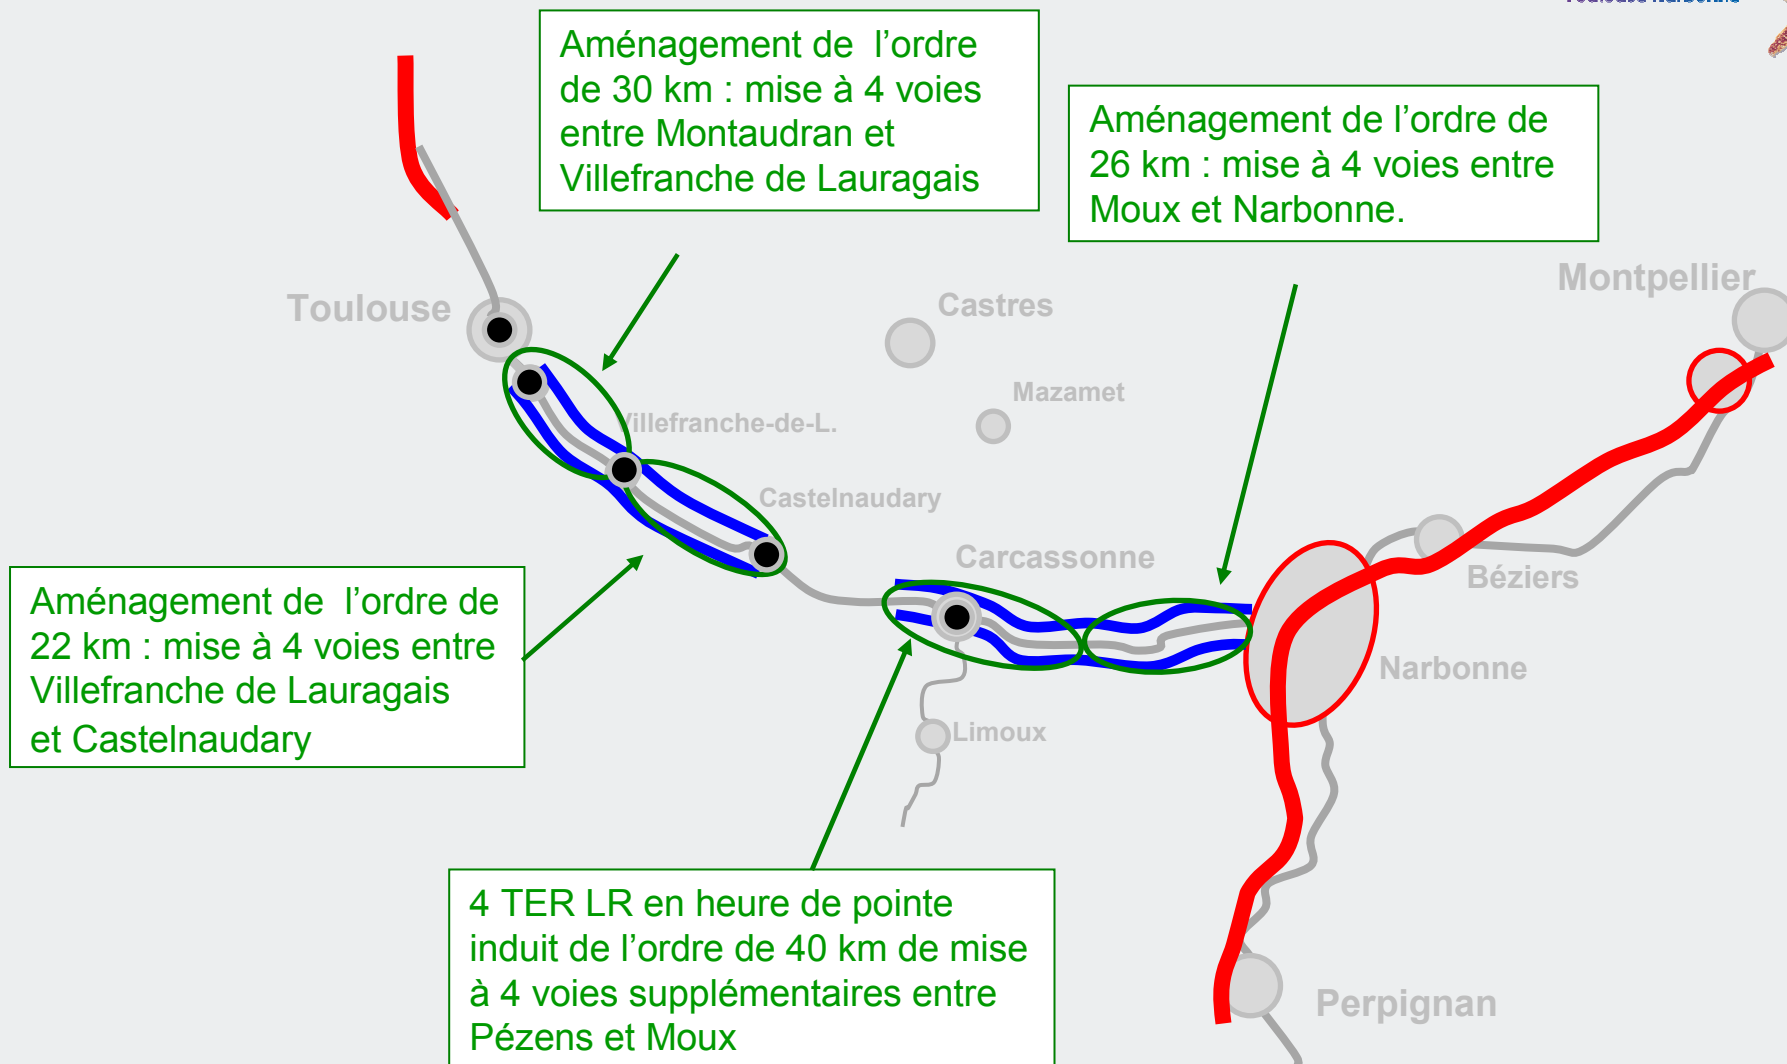 Toulouse Narbonne
Aménagement de l’ordre
de 30 km : mise à 4 voies
entre Montaudran et
Villefranche de Lauragais
Aménagement de l’ordre de
26 km : mise à 4 voies entre
Moux et Narbonne.
Montpellier
Toulouse
Castres
Mazamet
Villefranche-de-L.
Castelnaudary
Carcassonne
Béziers
Aménagement de l’ordre de
22 km : mise à 4 voies entre
Villefranche de Lauragais
et Castelnaudary
Narbonne
Limoux
4 TER LR en heure de pointe
induit de l’ordre de 40 km de mise
à 4 voies supplémentaires entre
Pézens et Moux
Perpignan